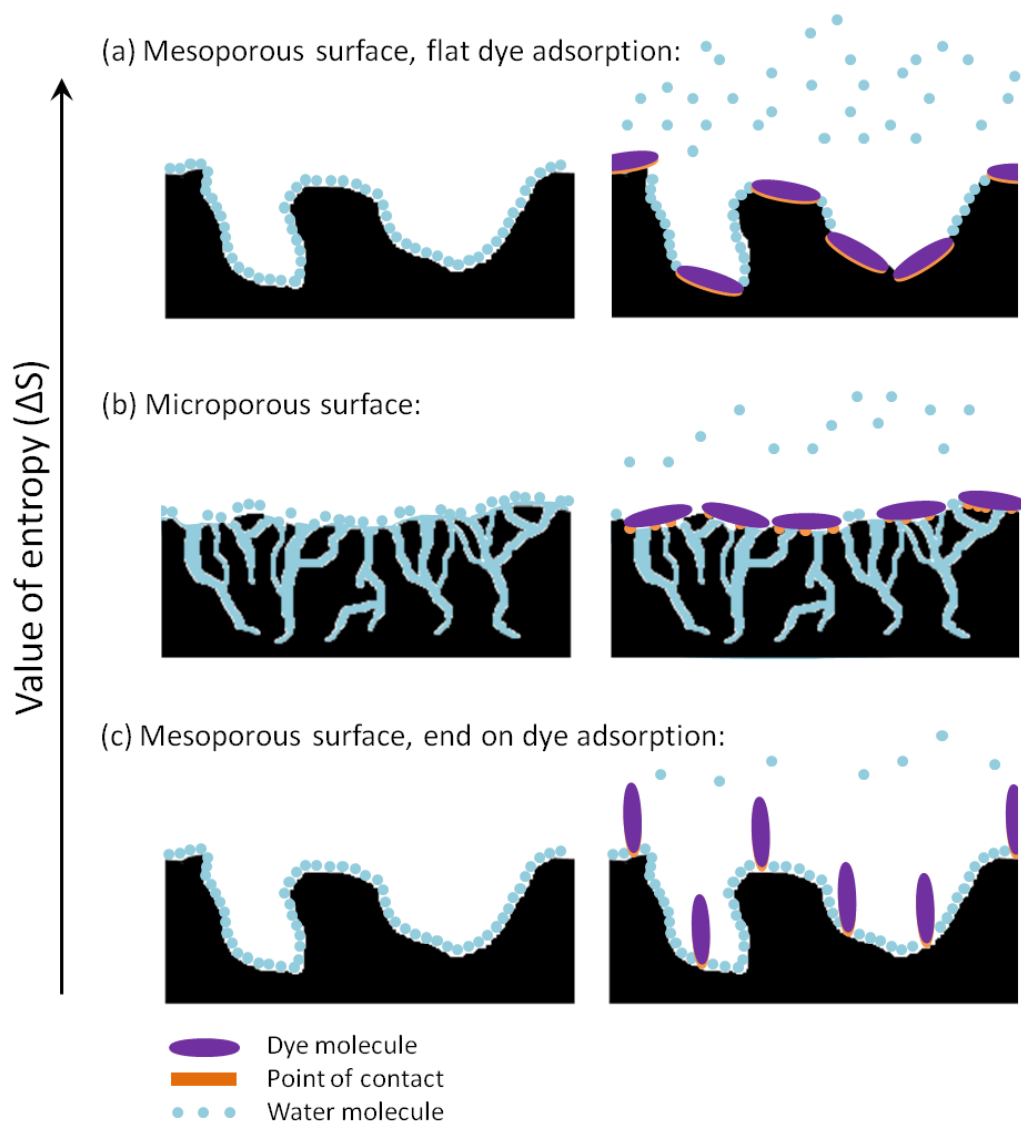 (a) Mesoporous surface, flat dye adsorption:
Value of entropy (ΔS)
(b) Microporous surface:
(c) Mesoporous surface, end on dye adsorption:
Dye molecule
Point of contact
Water molecule